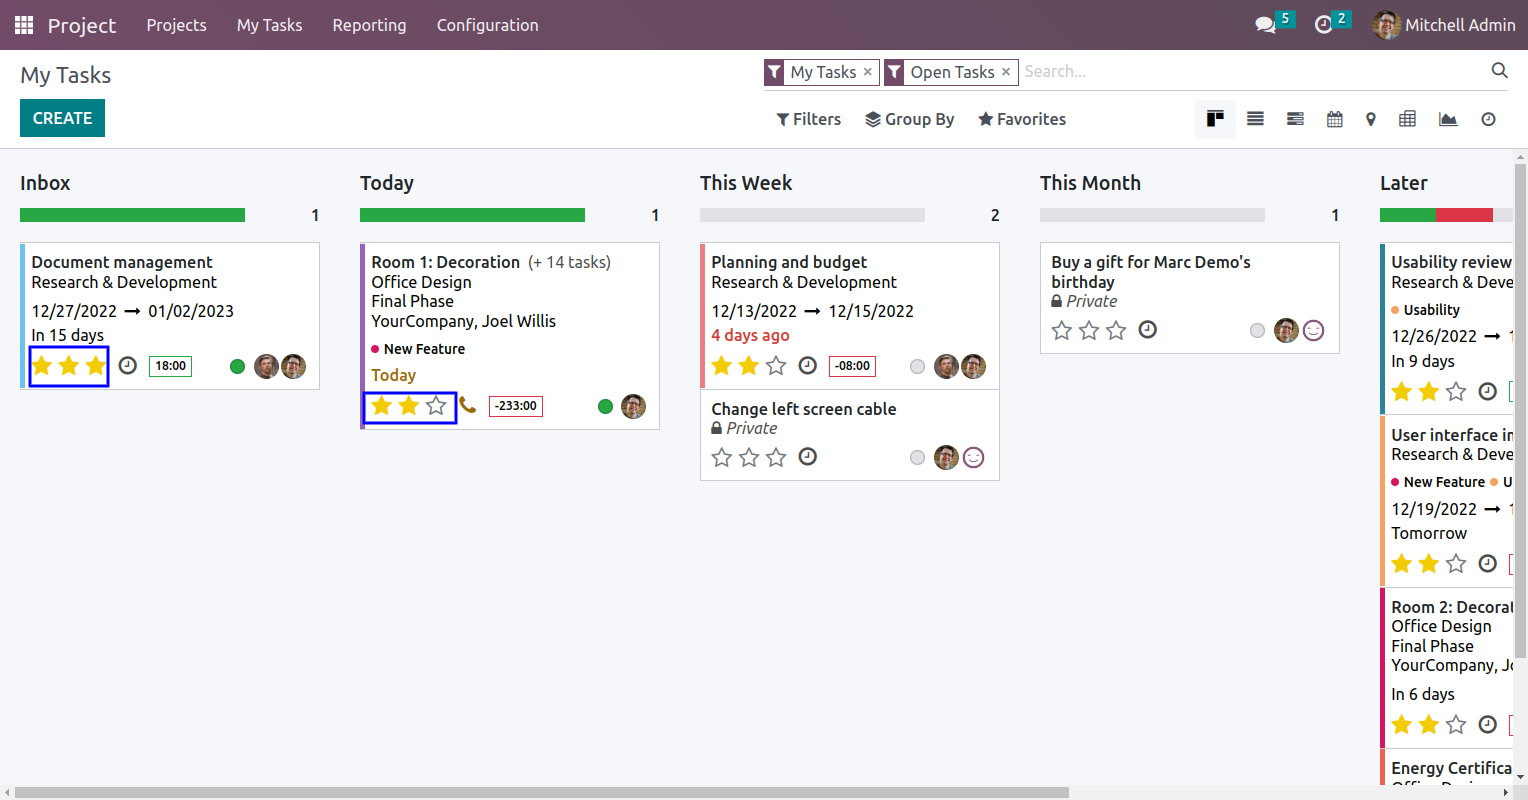 Project Projects My Tasks Reporting Configuration 5 2 Mitchell Admin
My Tasks
My Tasks × Open Tasks × Search...
CREATE
Filters Group By Favorites
Inbox
1
Document management
Research & Development
12/27/2022 → 01/02/2023
In 15 days
18:00
Today
1
Room 1: Decoration (+ 14 tasks)
Office Design
Final Phase
YourCompany, Joel Willis
New Feature
Today
-233:00
This Week
2
Planning and budget
Research & Development
12/13/2022 → 12/15/2022
4 days ago
-08:00
Change left screen cable
Private
This Month
1
Buy a gift for Marc Demo's
birthday
Private
Later
Usability review
Research & Deve
Usability
12/26/2022 →
In 9 days
User interface
Research & Deve
New Feature U
12/19/2022 →
Tomorrow
Room 2: Decorat
Office Design
Final Phase
YourCompany,
In 6 days
Energy Certifica